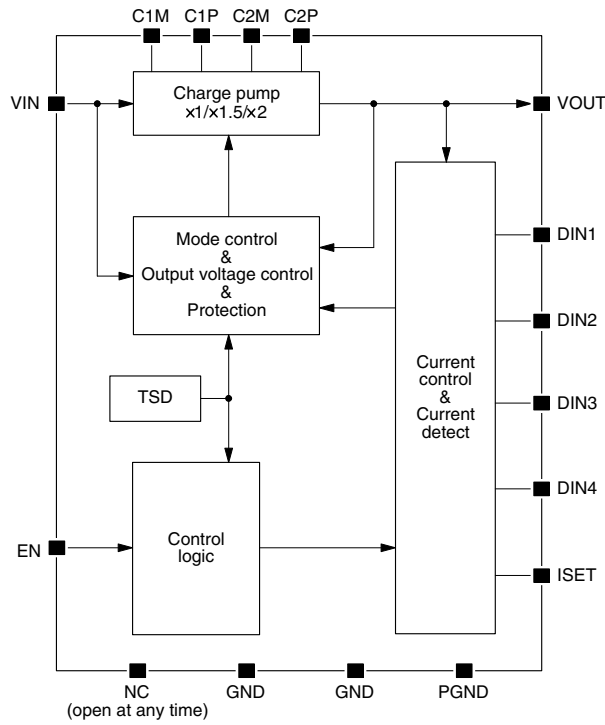 C1M C1P C2M C2P
VIN
Charge pump
×1/×1.5/×2
VOUT
Mode control
&
Output voltage control
&
Protection
DIN1
DIN2
TSD
Current
control
&
Current
detect
DIN3
DIN4
EN
Control
logic
ISET
NC
(open at any time)
GND
GND
PGND